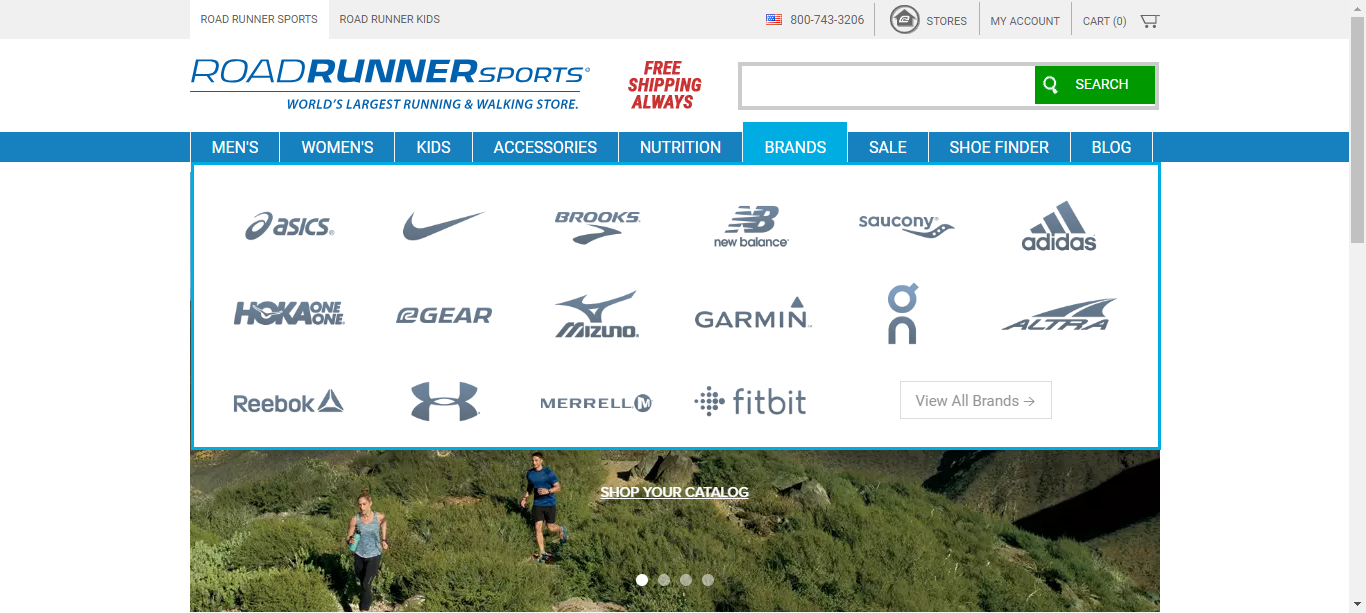 ROAD RUNNER SPORTS
ROAD RUNNER KIDS
800-743-3206
STORES
MY ACCOUNT
CART (0)
ROADRUNNERSPORTS®
WORLD'S LARGEST RUNNING & WALKING STORE.
FREE
SHIPPING
ALWAYS
SEARCH
MEN'S
WOMEN'S
KIDS
ACCESSORIES
NUTRITION
BRANDS
SALE
SHOE FINDER
BLOG
asics
BROOKS
NB
new balance
saucony
adidas
HOKA ONE
ONE
GEAR
MIZUNO
GARMIN
on
ALTRA
Reebok
MERRELL M
fitbit
View All Brands →
SHOP YOUR CATALOG